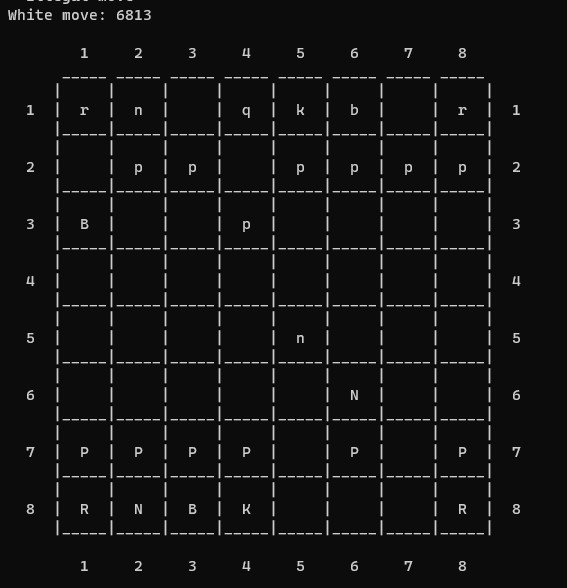 White move: 6813
1 2 3 4 5 6 7 8
1 r n q k b r 1
2 p p p p p p 2
3 B p 3
4 4
5 n 5
6 N 6
7 P P P P P P 7
8 R N B K R 8
1 2 3 4 5 6 7 8